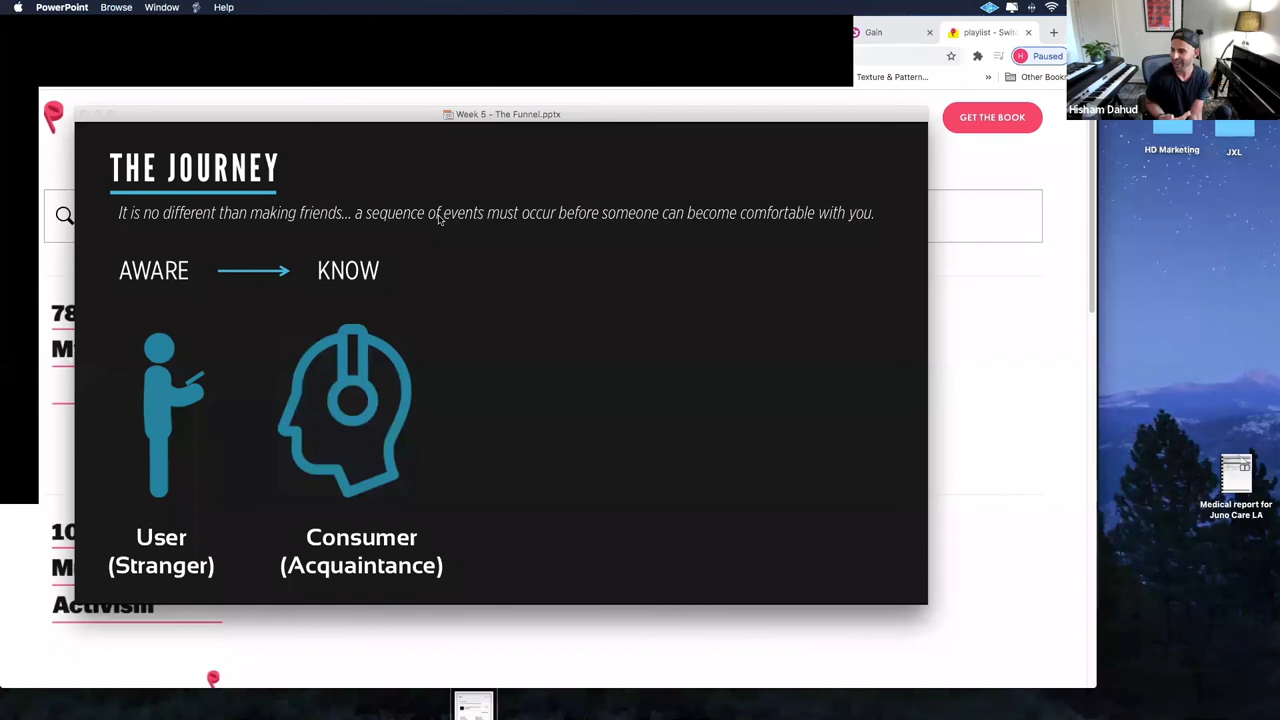 PowerPoint Browse Window Help
Gain
playlist - Swit
Paused
Texture & Pattern...
»
Other Book
Hisham Dahud
GET THE BOOK
Week 5 - The Funnel.pptx
HD Marketing
JXL
THE JOURNEY
It is no different than making friends... a sequence of events must occur before someone can become comfortable with you.
AWARE KNOW
78
M
User
(Stranger)
Consumer
(Acquaintance)
10
M
Activism
Medical report for
Juno Care LA